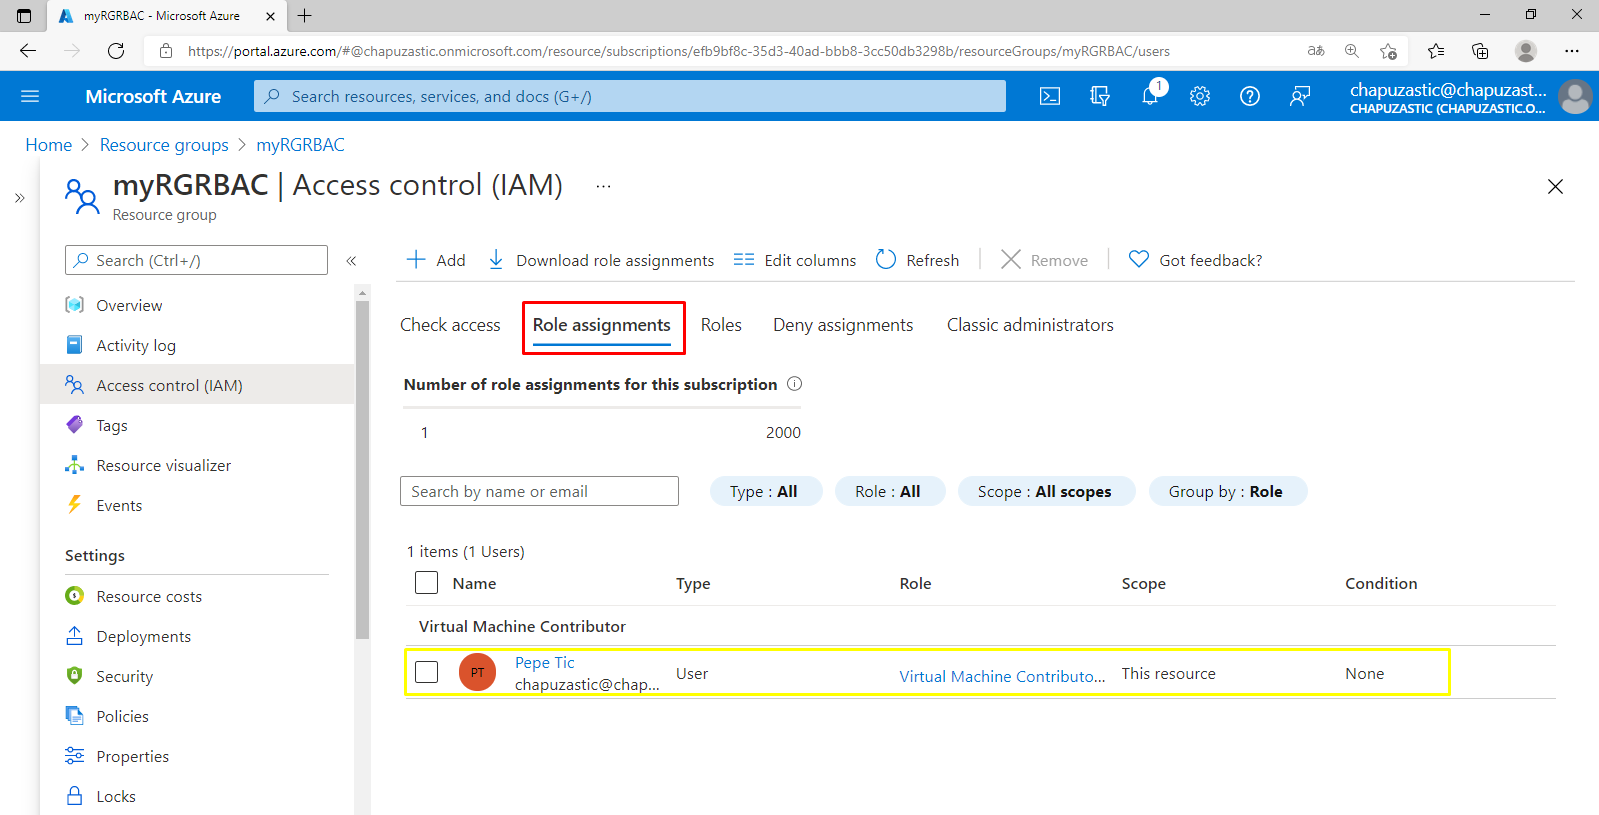 myRGRBAC - Microsoft Azure
https://portal.azure.com/#@chapuzastic.onmicrosoft.com/resource/subscriptions/efb9bf8c-35d3-40ad-bbb8-3cc50db3298b/resourceGroups/myRGRBAC/users
aあ
Microsoft Azure
Search resources, services, and docs (G+/)
1
chapuzastic@chapuzast...
CHAPUZASTIC (CHAPUZASTIC.O...
Home > Resource groups > myRGRBAC
myRGRBAC | Access control (IAM) ...
Resource group
Search (Ctrl+/)
Add
Download role assignments
Edit columns
Refresh
Remove
Got feedback?
Overview
Activity log
Access control (IAM)
Tags
Resource visualizer
Events
Settings
Resource costs
Deployments
Security
Policies
Properties
Locks
Check access
Role assignments
Roles
Deny assignments
Classic administrators
Number of role assignments for this subscription
1
2000
Search by name or email
Type : All
Role : All
Scope : All scopes
Group by : Role
1 items (1 Users)
Name
Type
Role
Scope
Condition
Virtual Machine Contributor
PT
Pepe Tic
chapuzastic@chap...
User
Virtual Machine Contributo...
This resource
None